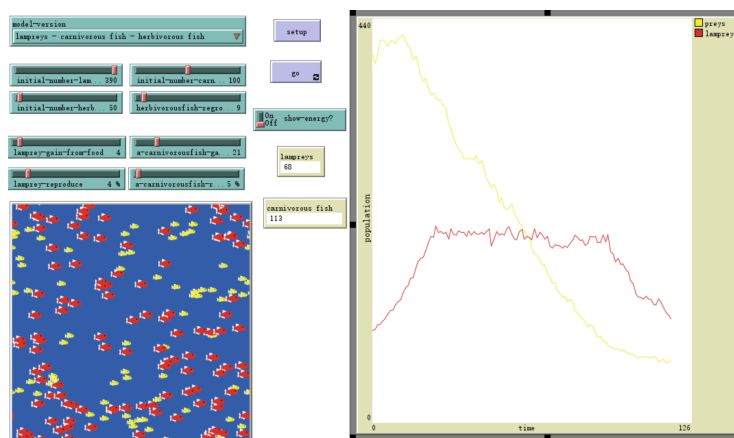 model-version
lampreys - carnivorous fish - herbivorous fish
setup
go
initial-number-lam... 390
initial-number-carn... 100
initial-number-herb... 50
herbivorousfish-regro... 9
On
Off
show-energy?
lamprey-gain-from-food 4
a-carnivorousfish-ga... 21
lampreys
68
lamprey-reproduce 4 %
a-carnivorousfish-r... 5 %
carnivorous fish
113
440
population
0
0
time
126
preys
lamprey